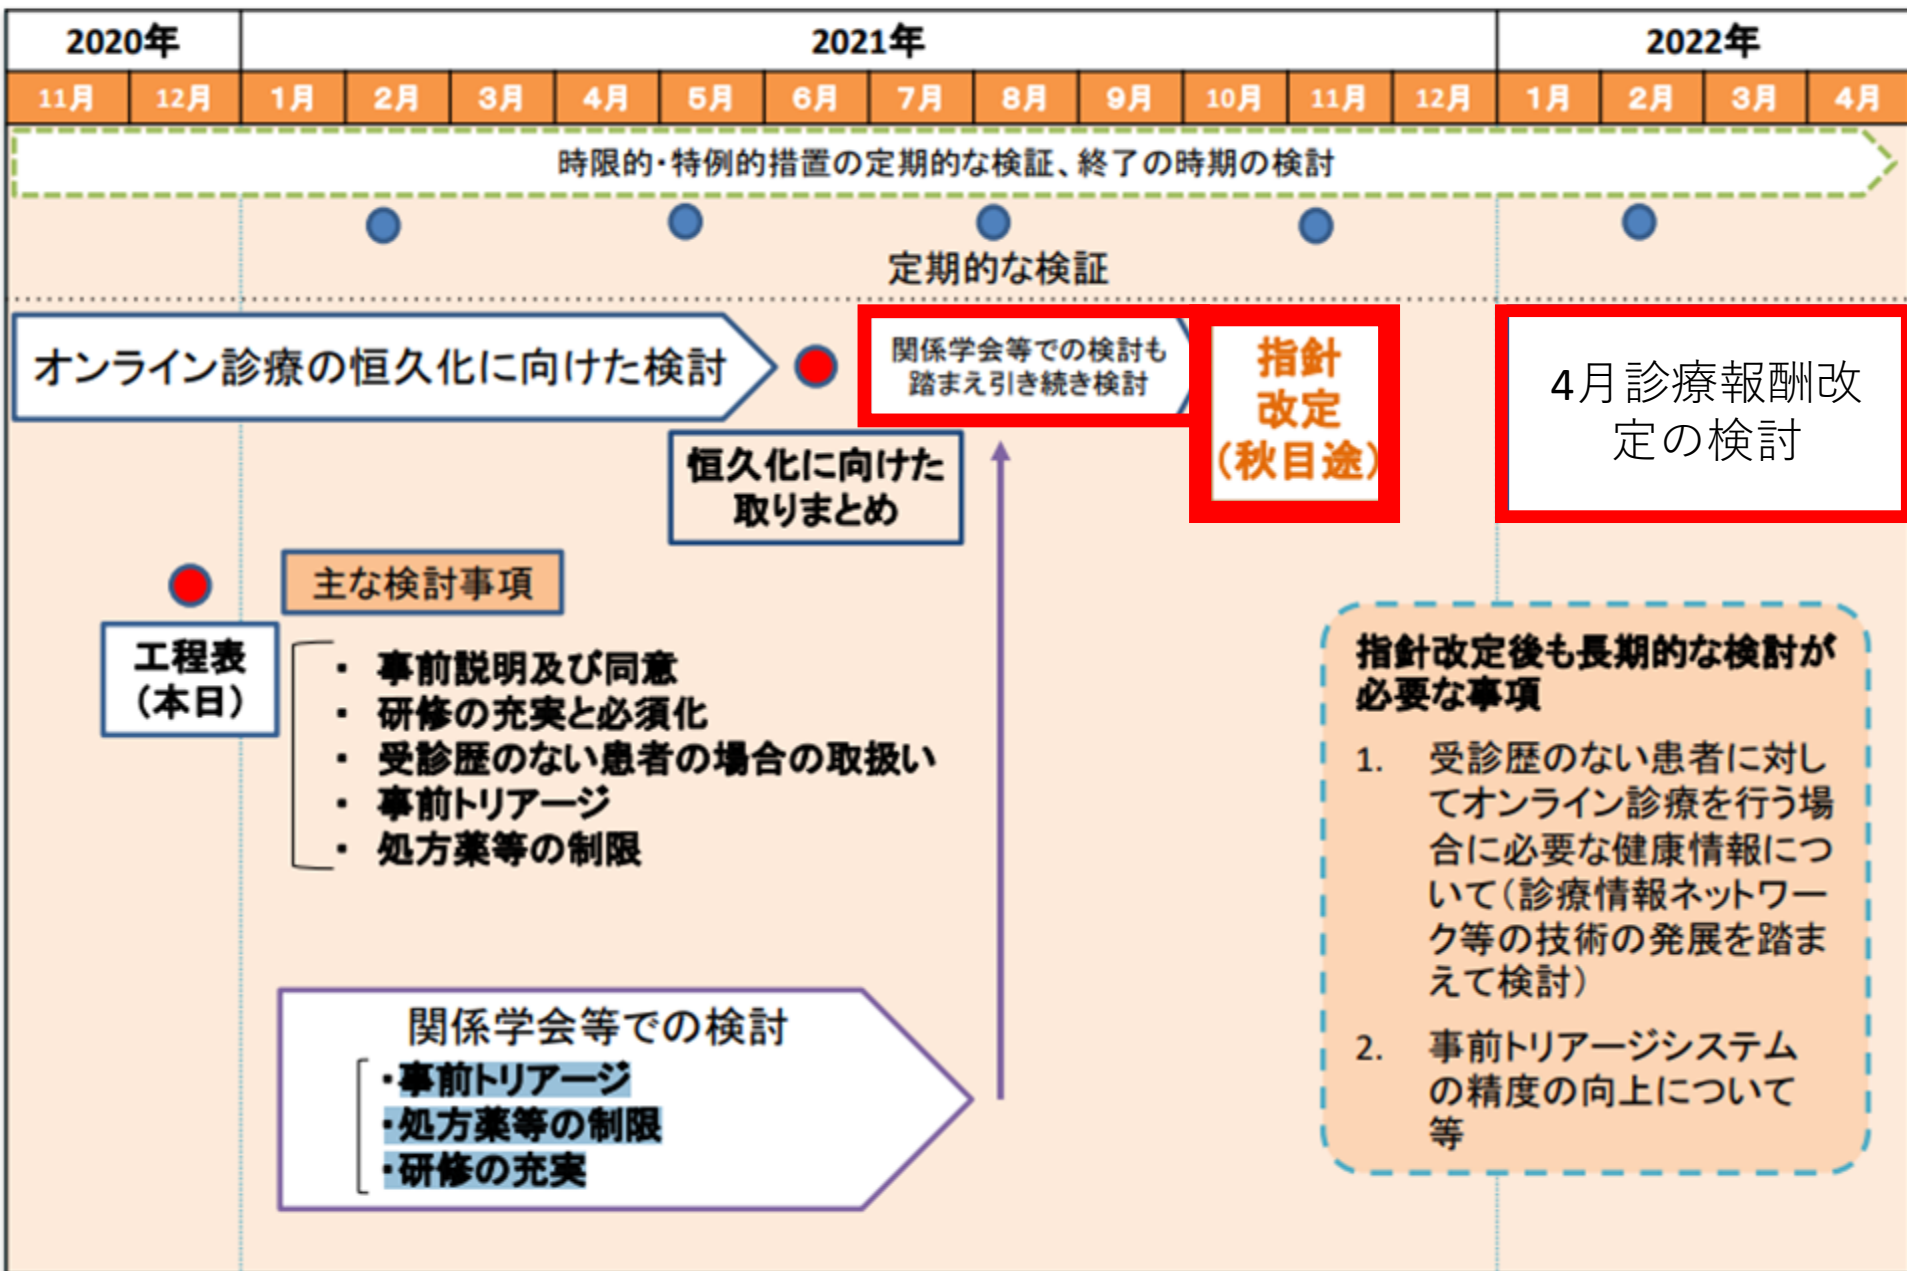 2020年 2021年 2022年
11月 12月 1月 2月 3月 4月 5月 6月 7月 8月 9月 10月 11月 12月 1月 2月 3月 4月
時限的・特例的措置の定期的な検証、終了の時期の検討
定期的な検証
オンライン診療の恒久化に向けた検討
関係学会等での検討も
踏まえ引き続き検討
指針
改定
（秋目途）
4月診療報酬改
定の検討
恒久化に向けた
取りまとめ
工程表
（本日）
主な検討事項
・ 事前説明及び同意
・ 研修の充実と必須化
・ 受診歴のない患者の場合の取扱い
・ 事前トリアージ
・ 処方薬等の制限
関係学会等での検討
・事前トリアージ
・処方薬等の制限
・研修の充実
指針改定後も長期的な検討が
必要な事項
1. 受診歴のない患者に対し
てオンライン診療を行う場
合に必要な健康情報につ
いて（診療情報ネットワー
ク等の技術の発展を踏ま
えて検討）
2. 事前トリアージシステム
の精度の向上について
等